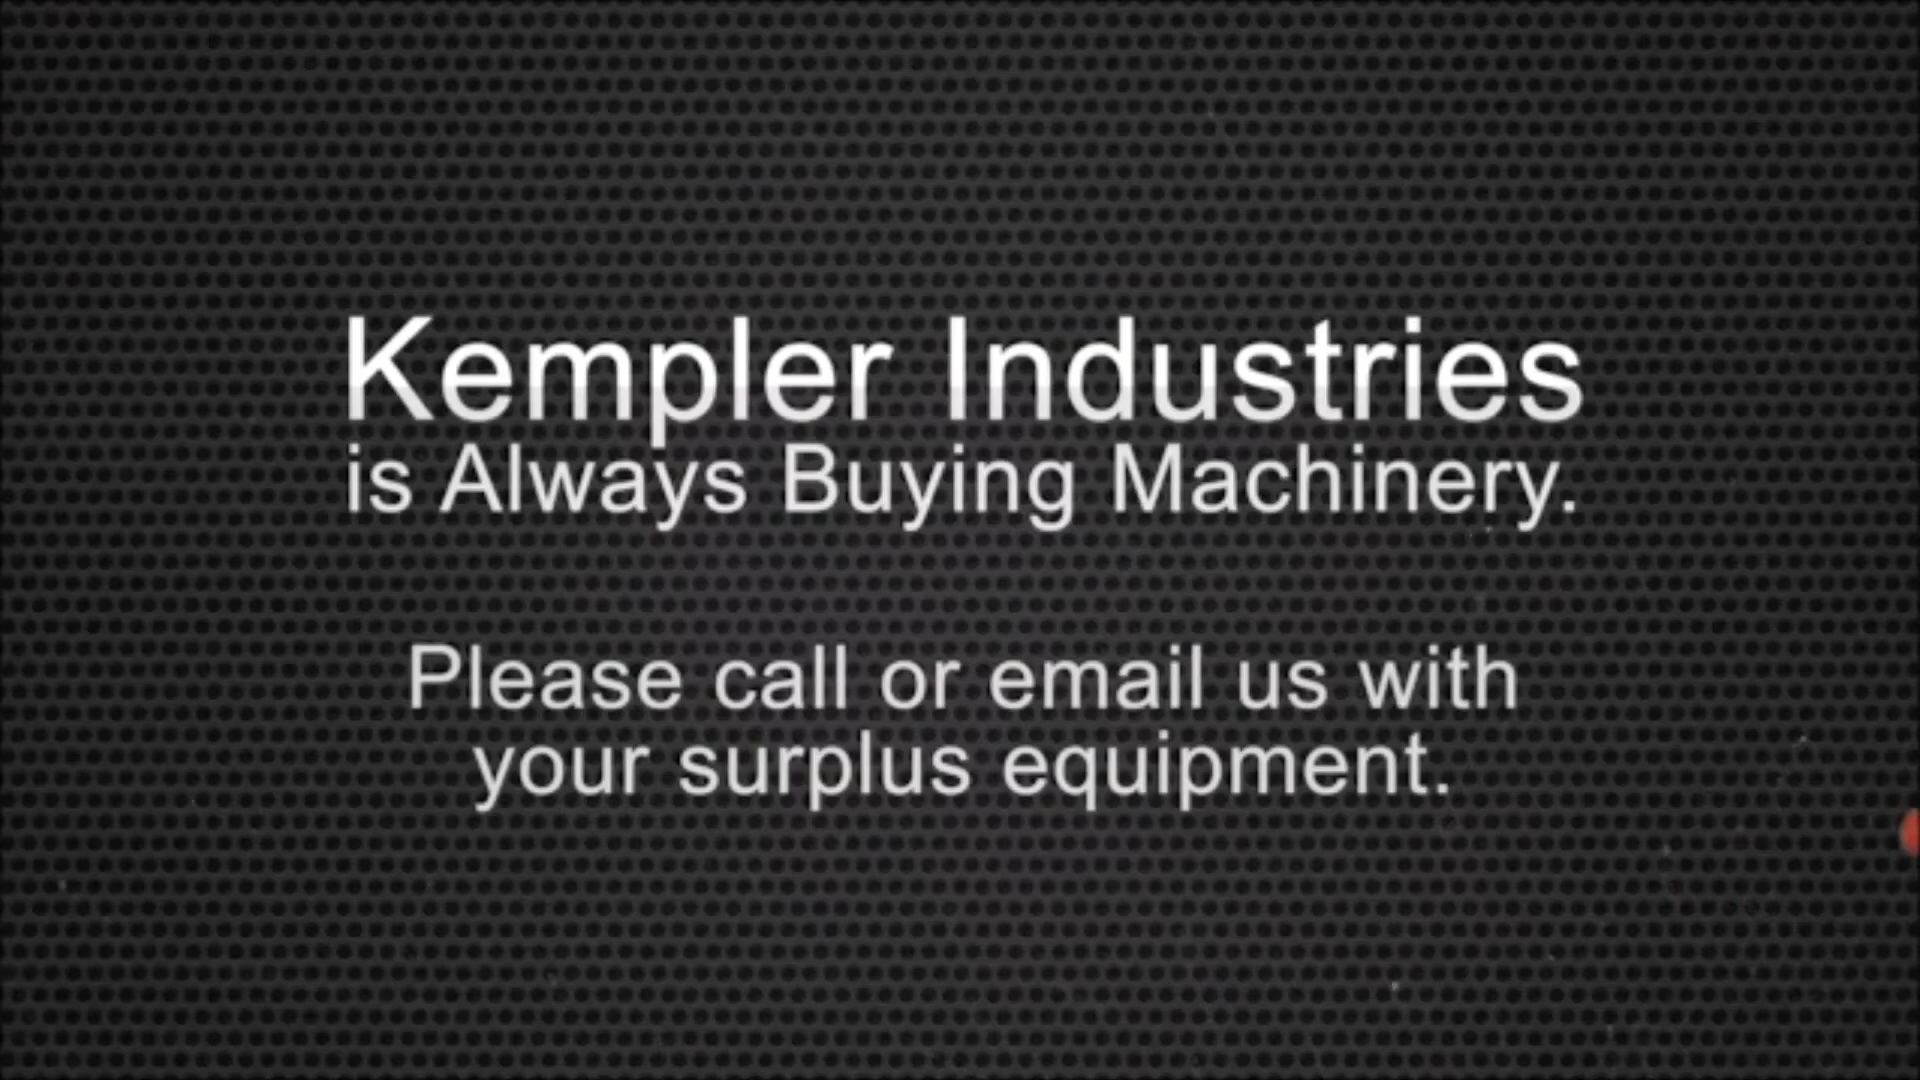 Kempler Industries
is Always Buying Machinery.
Please call or email us with
your surplus equipment.